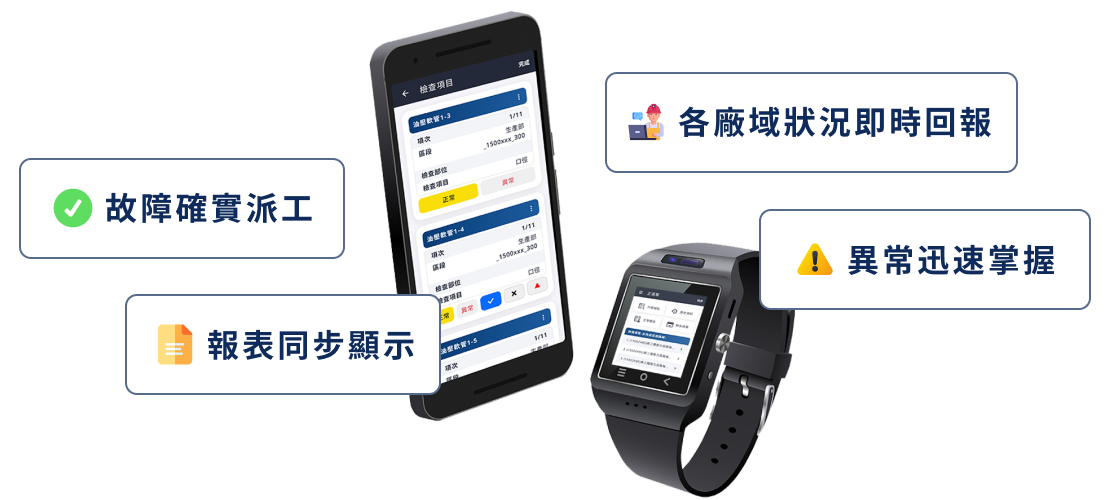 故障確實派工
報表同步顯示
各廠域狀況即時回報
異常迅速掌握
檢查項目
完成
油壓軟管1-3
項次
1/11
區段
生產部
_1500xxx_300
檢查部位
口徑
檢查項目
正常
異常
油壓軟管1-4
項次
1/11
區段
生產部
_1500xxx_300
檢查部位
口徑
檢查項目
正常
異常
油壓軟管1-5
項次
1/11
區段
生產部